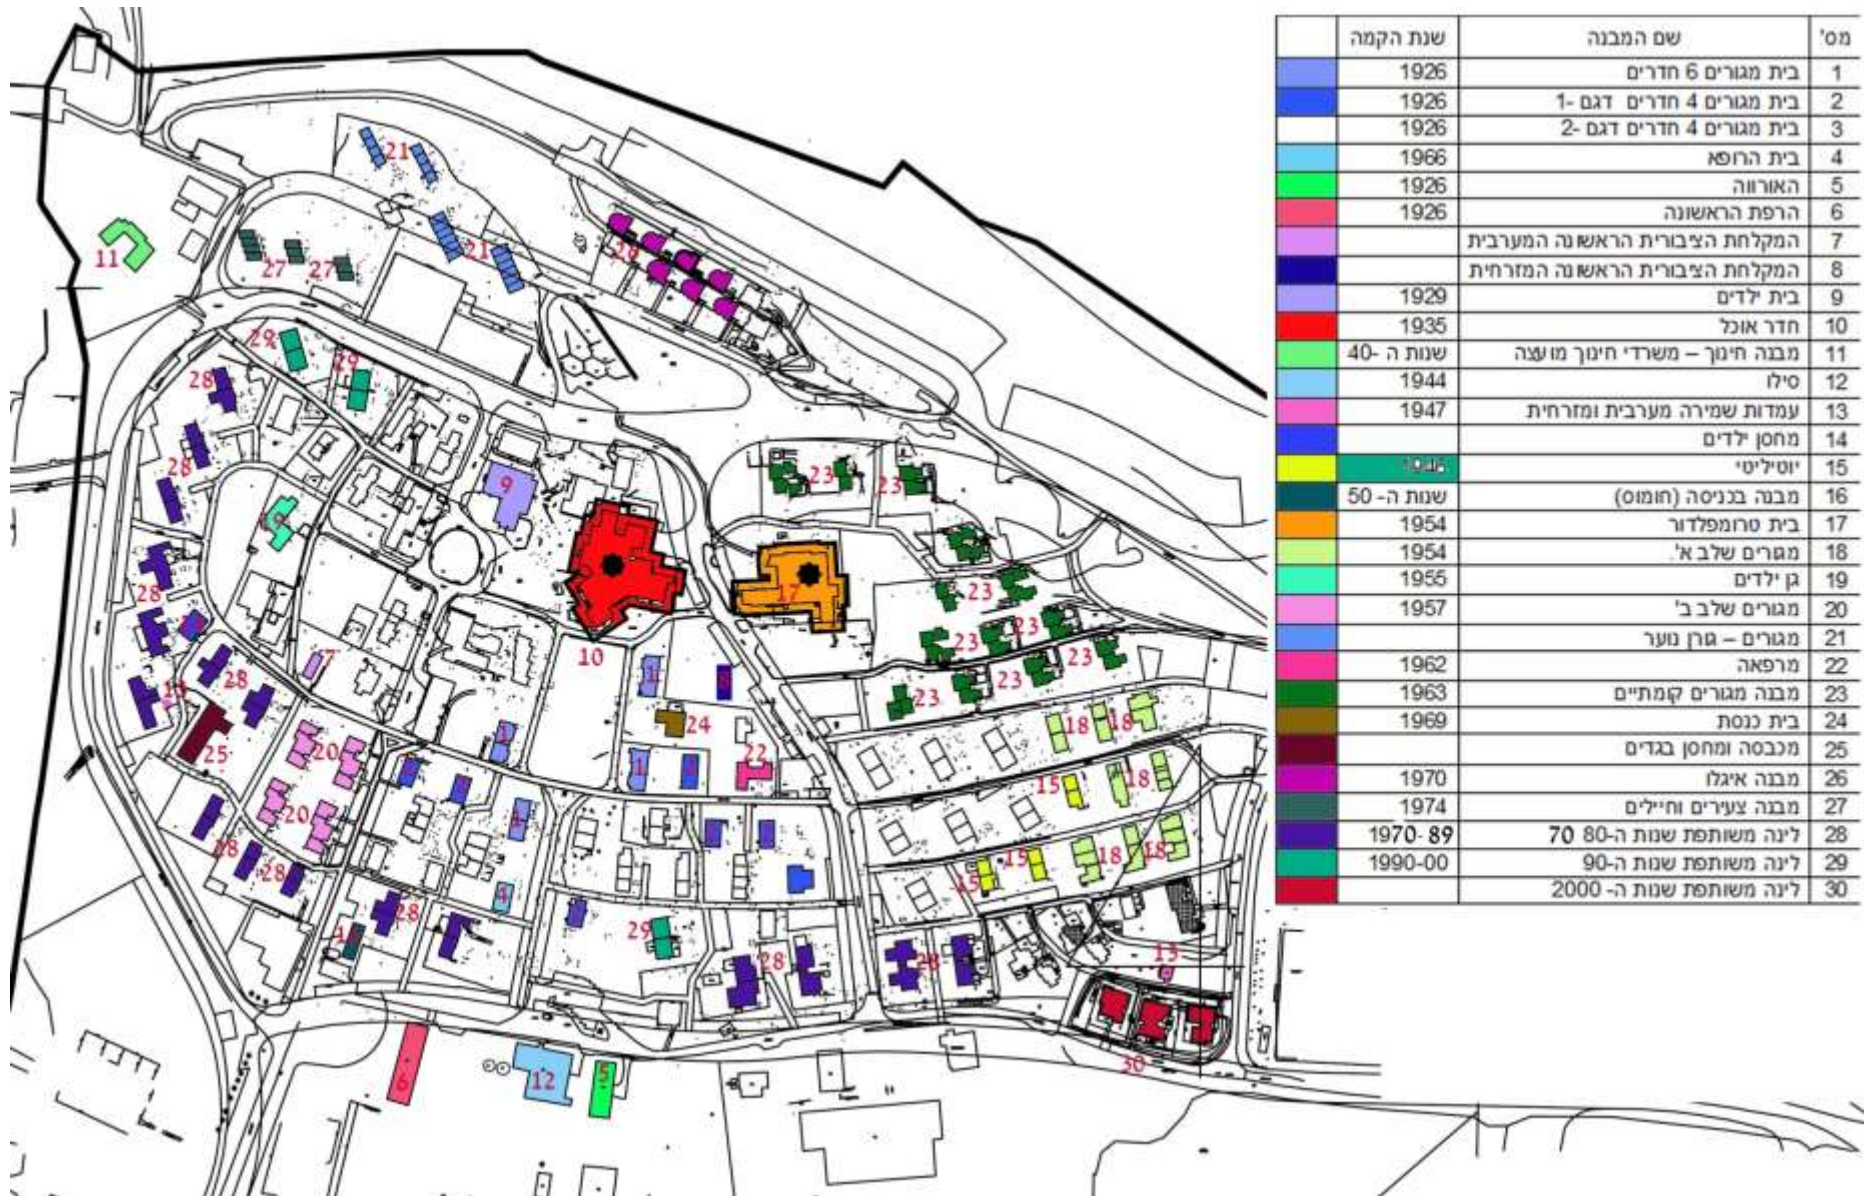 מס' שם המבנה שנת הקמה
1 בית מגורים 6 חדרים 1926
2 בית מגורים 4 חדרים דגם -1 1926
3 בית מגורים 4 חדרים דגם -2 1926
4 בית הרופא 1966
5 האורווה 1926
6 הרפת הראשונה 1926
7 המקלחת הציבורית הראשונה המערבית
8 המקלחת הציבורית הראשונה המזרחית
9 בית ילדים 1929
10 חדר אוכל 1935
11 מבנה חינוך – משרדי חינוך מועצה שנות ה -40
12 סילו 1944
13 עמדות שמירה מערבית ומזרחית 1947
14 מחסן ילדים
15 יוטיליטי
16 מבנה בכניסה (חומוס) שנות ה- 50
17 בית טרומפלדור 1954
18 מגורים שלב א'. 1954
19 גן ילדים 1955
20 מגורים שלב ב' 1957
21 מגורים – גורן נוער
22 מרפאה 1962
23 מבנה מגורים קומתיים 1963
24 בית כנסת 1969
25 מכבסה ומחסן בגדים
26 מבנה איגלו 1970
27 מבנה צעירים וחיילים 1974
28 לינה משותפת שנות ה-80 70 1970-89
29 לינה משותפת שנות ה-90 1990-00
30 לינה משותפת שנות ה- 2000
21
11
21
26
27 27
29
29
28
28
9
23
23
28
17
23
23
23
23
23
23
10
7
1
8
28
24
18
18
25
20
1
22
1
15
18
20
1
28
28
15
15
18
18
4
28
29
28
28
13
30
6
12
5